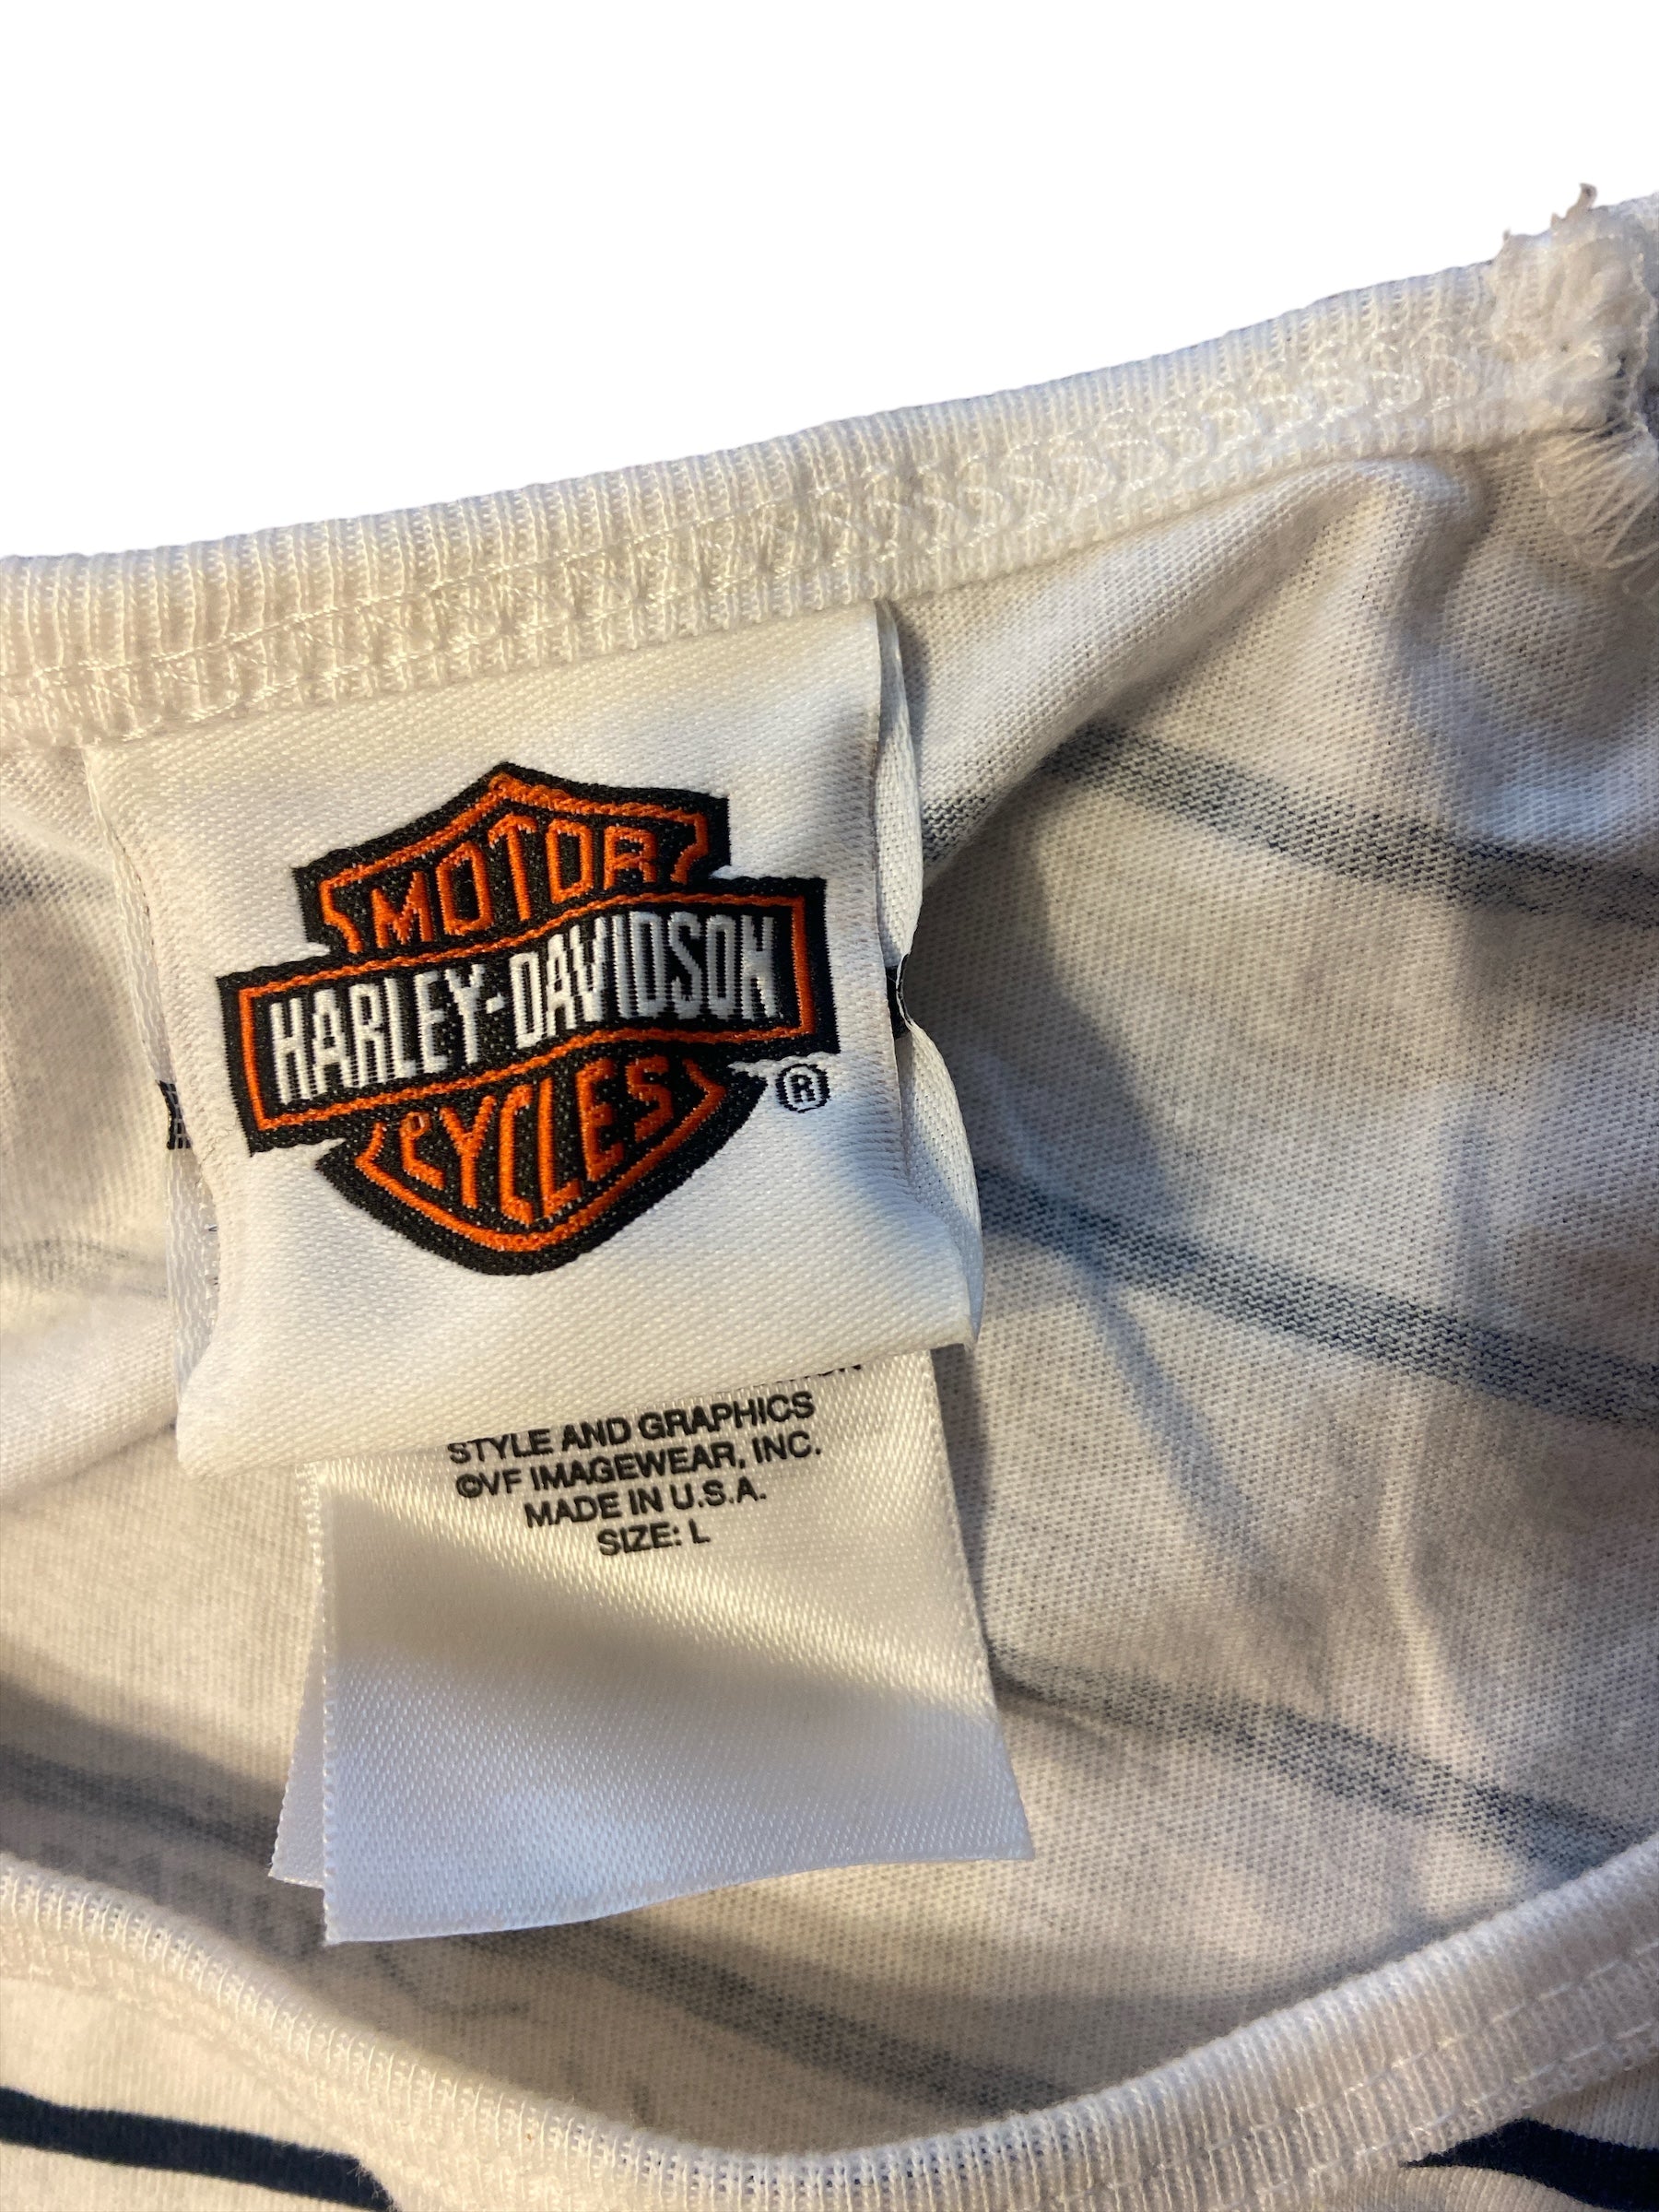 MOTOR
HARLEY-DAVIDSON
CYCLES
®
STYLE AND GRAPHICS
©VF IMAGEWEAR, INC.
MADE IN U.S.A.
SIZE: L